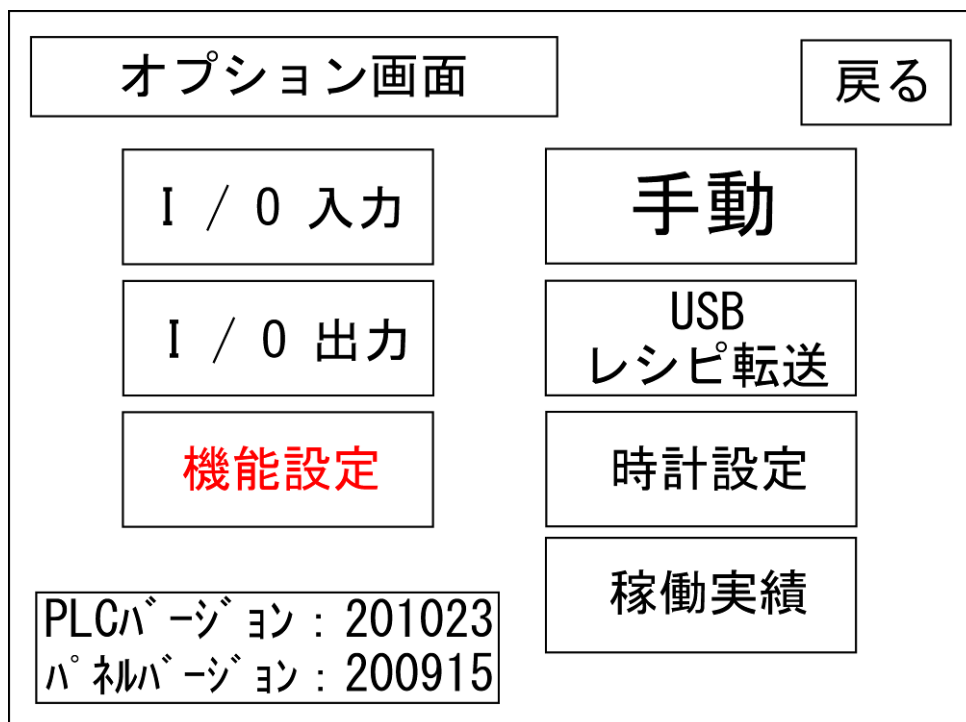 オプション画面
戻る
I / O 入力
手動
I / O 出力
USB
レシピ転送
機能設定
時計設定
稼働実績
PLCﾊﾞｰｼﾞｮﾝ : 201023
ﾊﾟﾈﾙﾊﾞｰｼﾞｮﾝ : 200915